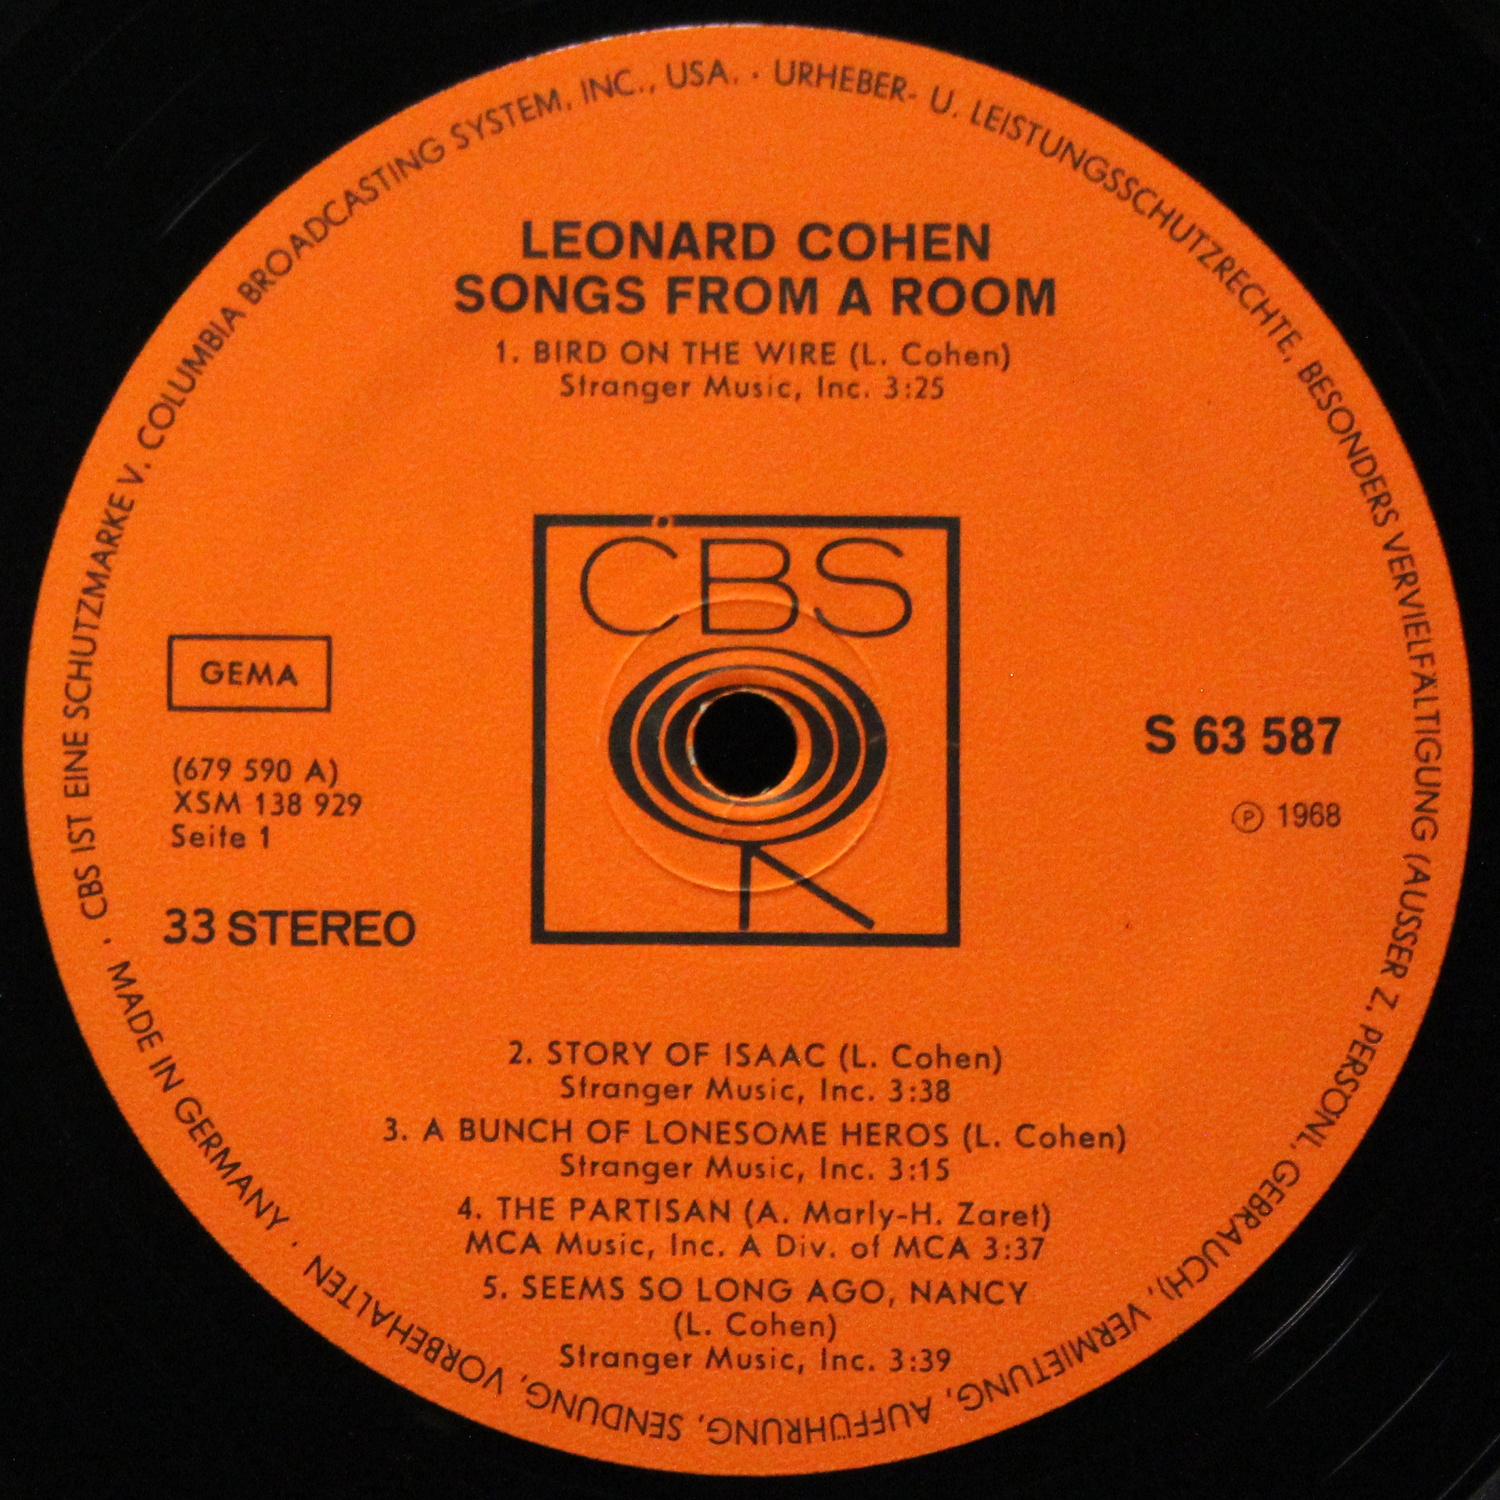 CBS IST EINE SCHUTZMARKE V. COLUMBIA BROADCASTING SYSTEM, INC., USA. · URHEBER- U. LEISTUNGSSCHUTZRECHTE, BESONDERS VERVIELFÄLTIGUNG (AUSSER Z. PERSÖNL. GEBRAUCH), VERMIETUNG, AUFFÜHRUNG, SENDUNG, VORBEHALTEN · MADE IN GERMANY ·
LEONARD COHEN
SONGS FROM A ROOM
1. BIRD ON THE WIRE (L. Cohen)
Stranger Music, Inc. 3:25
CBS
GEMA
(679 590 A)
XSM 138 929
Seite 1
33 STEREO
S 63 587
Ⓟ 1968
2. STORY OF ISAAC (L. Cohen)
Stranger Music, Inc. 3:38
3. A BUNCH OF LONESOME HEROS (L. Cohen)
Stranger Music, Inc. 3:15
4. THE PARTISAN (A. Marly-H. Zaret)
MCA Music, Inc. A Div. of MCA 3:37
5. SEEMS SO LONG AGO, NANCY
(L. Cohen)
Stranger Music, Inc. 3:39